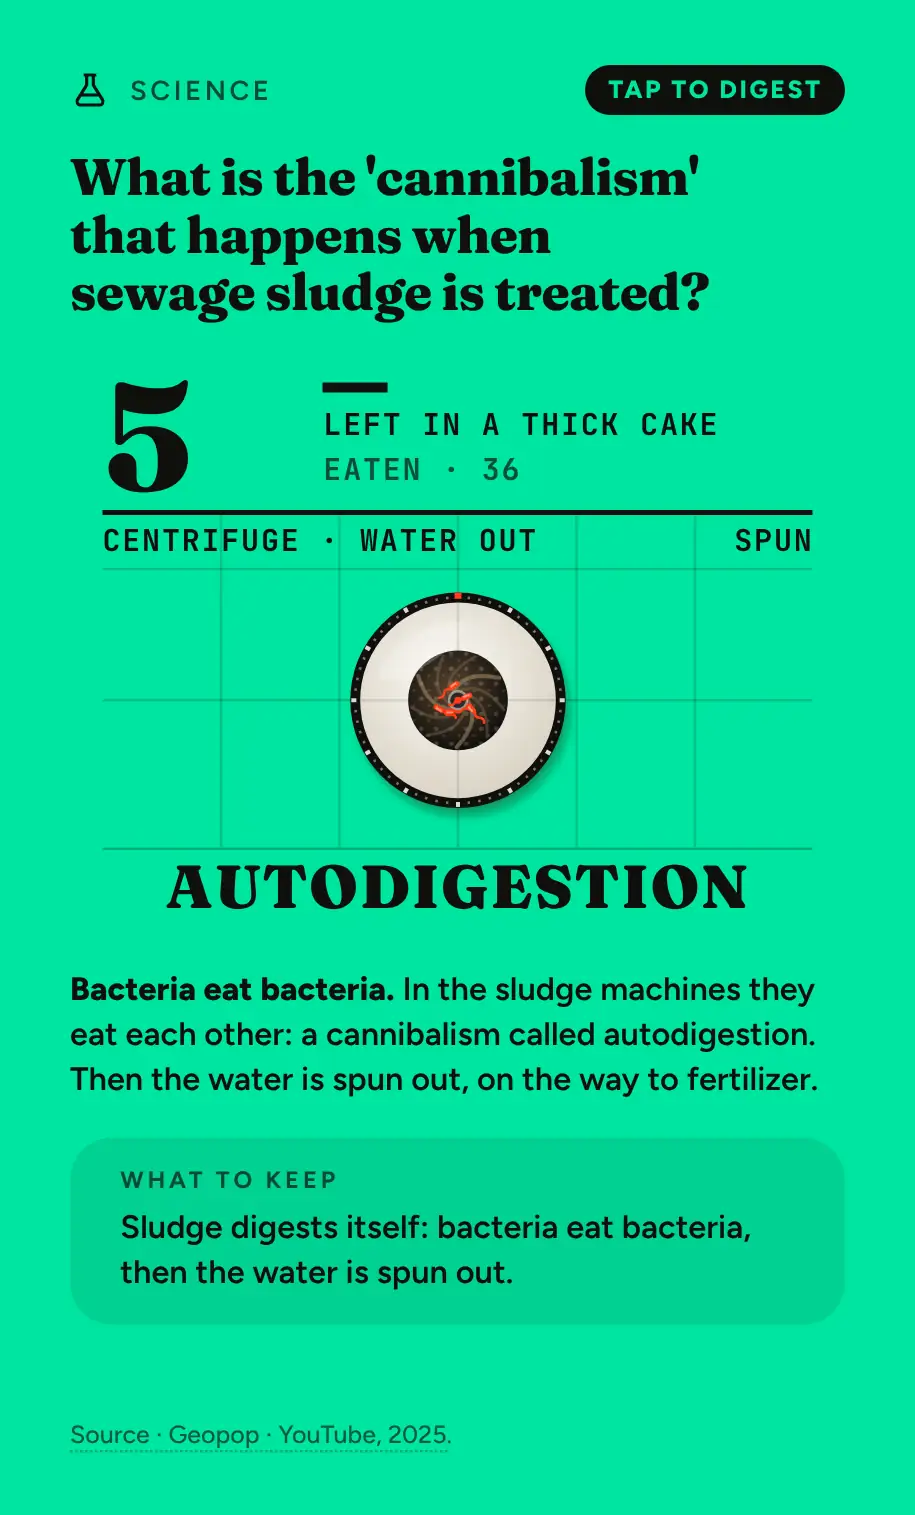 SCIENCE
TAP TO DIGEST
What is the 'cannibalism'
that happens when
sewage sludge is treated?
5
LEFT IN A THICK CAKE
EATEN · 36
CENTRIFUGE · WATER OUT
SPUN
AUTODIGESTION
Bacteria eat bacteria. In the sludge machines they
eat each other: a cannibalism called autodigestion.
Then the water is spun out, on the way to fertilizer.
WHAT TO KEEP
Sludge digests itself: bacteria eat bacteria,
then the water is spun out.
Source · Geopop · YouTube, 2025.